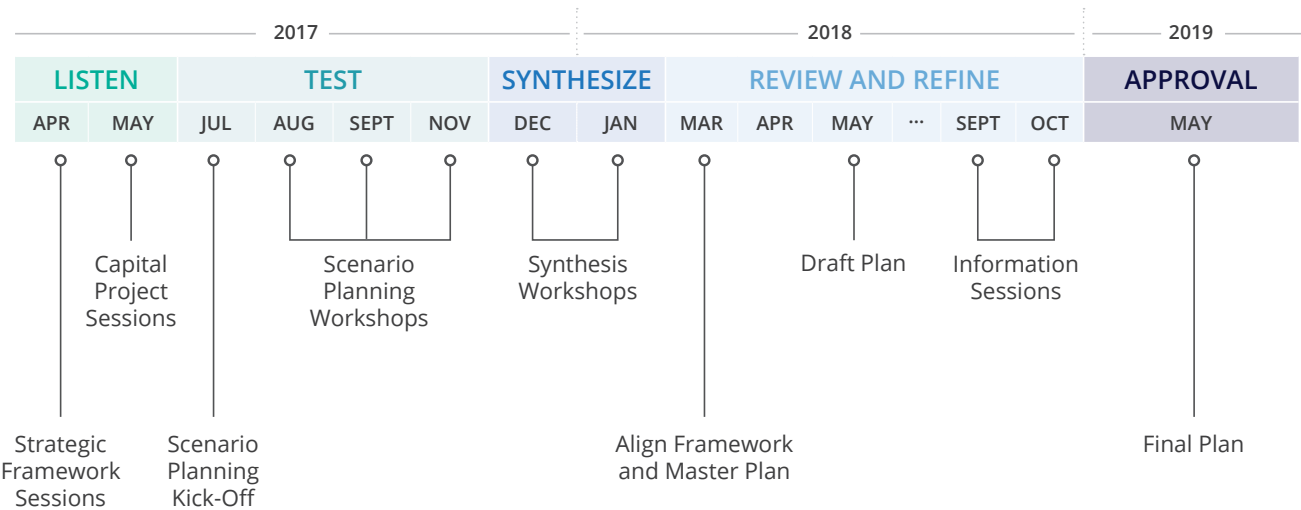 2017 2018 2019
LISTEN TEST SYNTHESIZE REVIEW AND REFINE APPROVAL
APR MAY JUL AUG SEPT NOV DEC JAN MAR APR MAY ... SEPT OCT MAY
Capital
Project
Sessions
Scenario
Planning
Workshops
Synthesis
Workshops
Draft Plan
Information
Sessions
Strategic
Framework
Sessions
Scenario
Planning
Kick-Off
Align Framework
and Master Plan
Final Plan